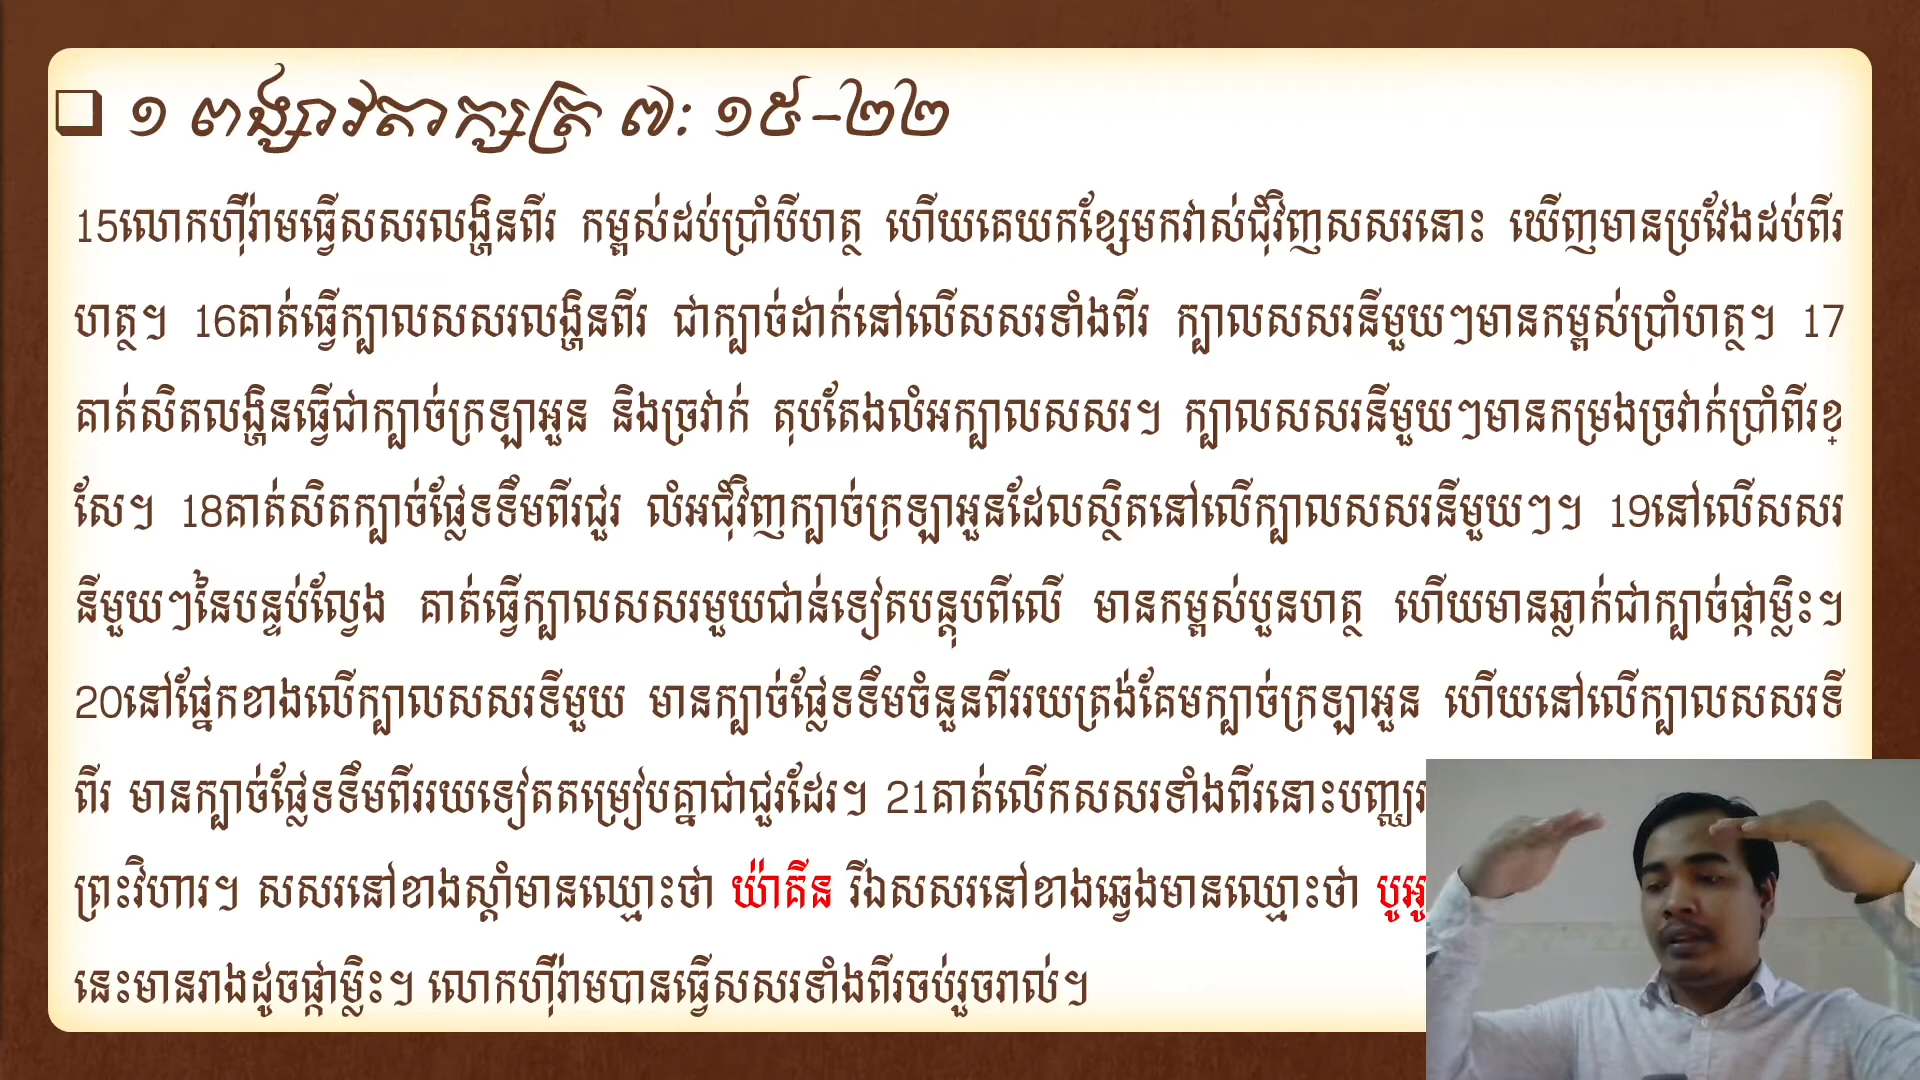 ១ ពង្សាវតាក្សត្រ ៧: ១៥-២២
15លោកហ៊ីរ៉ាមធ្វើសសរលង្ហិនពីរ កម្ពស់ដប់ប្រាំបីហត្ថ ហើយគេយកខ្សែមកវាស់ជុំវិញសសរនោះ ឃើញមានប្រវែងដប់ពីរ
ហត្ថ។ 16គាត់ធ្វើក្បាលសសរលង្ហិនពីរ ជាក្បាច់ដាក់នៅលើសសរទាំងពីរ ក្បាលសសរនីមួយៗមានកម្ពស់ប្រាំហត្ថ។ 17
គាត់សិតលង្ហិនធ្វើជាក្បាច់ក្រឡាអួន និងច្រវាក់ តុបតែងលំអក្បាលសសរ។ ក្បាលសសរនីមួយៗមានកម្រងច្រវាក់ប្រាំពីរខ្
សែ។ 18គាត់សិតក្បាច់ផ្លែទទឹមពីរជួរ លំអជុំវិញក្បាច់ក្រឡាអួនដែលស្ថិតនៅលើក្បាលសសរនីមួយៗ។ 19នៅលើសសរ
នីមួយៗនៃបន្ទប់ល្វែង គាត់ធ្វើក្បាលសសរមួយជាន់ទៀតបន្តុបពីលើ មានកម្ពស់បួនហត្ថ ហើយមានឆ្លាក់ជាក្បាច់ផ្កាម្លិះ។
20នៅផ្នែកខាងលើក្បាលសសរទីមួយ មានក្បាច់ផ្លែទទឹមចំនួនពីររយត្រង់គែមក្បាច់ក្រឡាអួន ហើយនៅលើក្បាលសសរទី
ពីរ មានក្បាច់ផ្លែទទឹមពីររយទៀតតម្រៀបគ្នាជាជួរដែរ។ 21គាត់លើកសសរទាំងពីរនោះបញ្ឈរ
ព្រះវិហារ។ សសរនៅខាងស្ដាំមានឈ្មោះថា យ៉ាគីន រីឯសសរនៅខាងឆ្វេងមានឈ្មោះថា បូអូ
នេះមានរាងដូចផ្កាម្លិះ។ លោកហ៊ីរ៉ាមបានធ្វើសសរទាំងពីរចប់រួចរាល់។